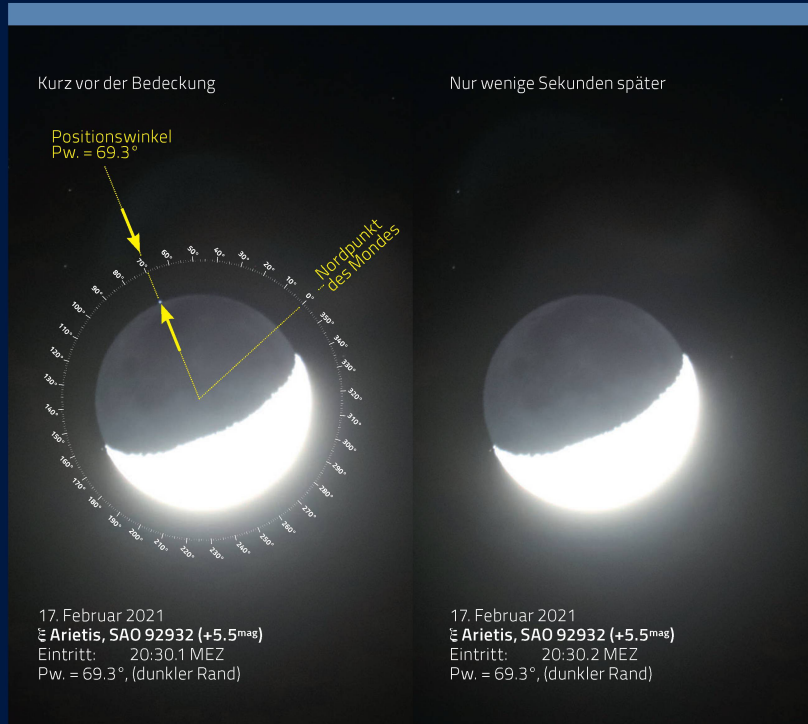 Kurz vor der Bedeckung
Nur wenige Sekunden später
Positionswinkel
Pw. = 69.3°
Nordpunkt
des Mondes
0°
10°
20°
30°
40°
50°
60°
70°
80°
90°
100°
110°
120°
130°
140°
150°
160°
170°
180°
190°
200°
210°
220°
230°
240°
250°
260°
270°
280°
290°
300°
310°
320°
330°
340°
350°
17. Februar 2021
ξ Arietis, SAO 92932 (+5.5mag)
Eintritt: 20:30.1 MEZ
Pw. = 69.3°, (dunkler Rand)
17. Februar 2021
ξ Arietis, SAO 92932 (+5.5mag)
Eintritt: 20:30.2 MEZ
Pw. = 69.3°, (dunkler Rand)